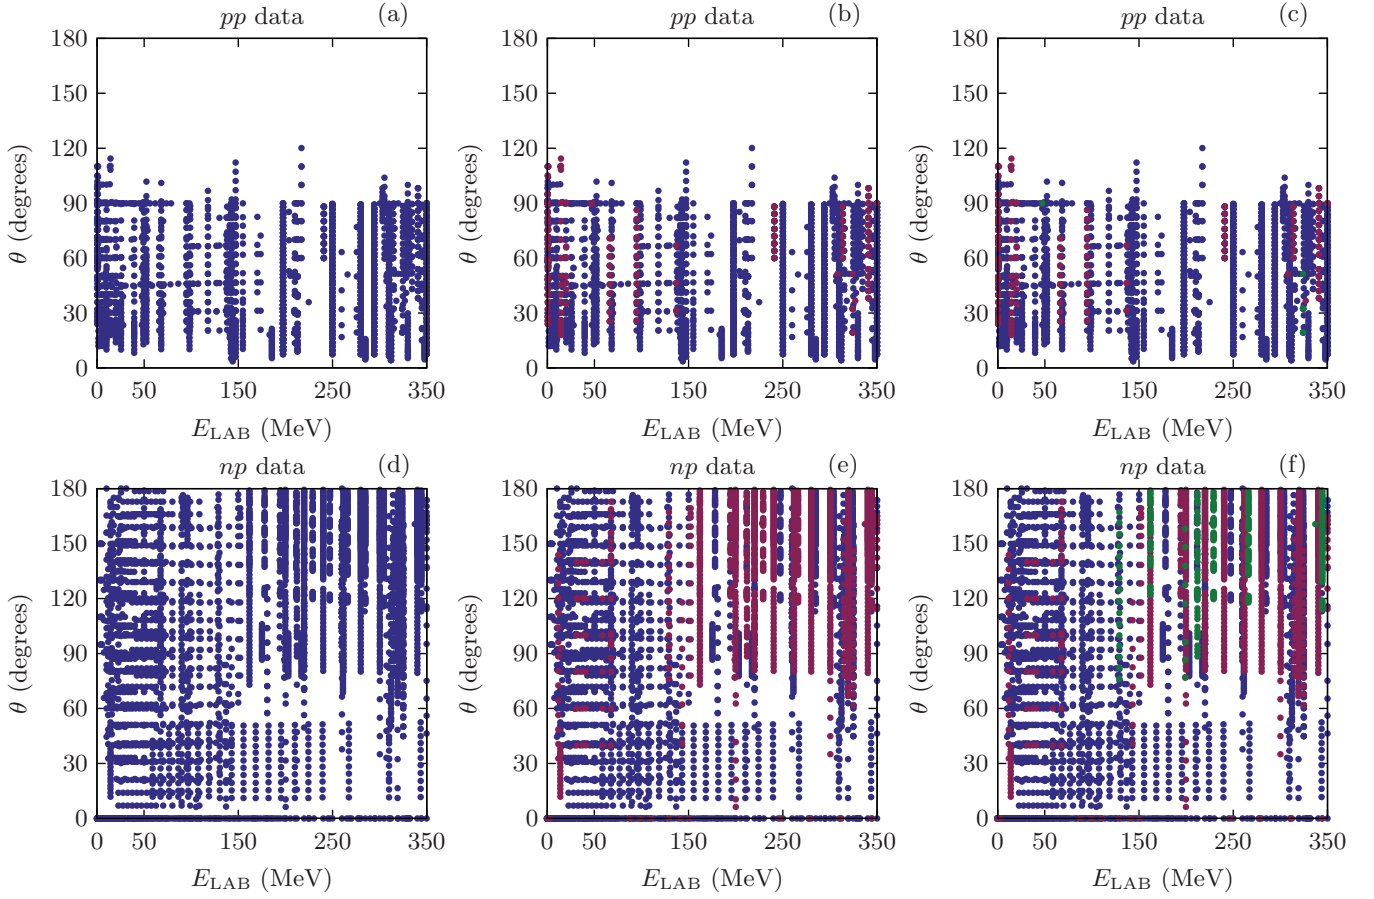 pp data (a)
pp data (b)
pp data (c)
180 180 180
150 150 150
120 120 120
90 90 90
60 60 60
30 30 30
0 0 0
θ (degrees) θ (degrees) θ (degrees)
0 50 150 250 350 0 50 150 250 350 0 50 150 250 350
E_LAB (MeV) E_LAB (MeV) E_LAB (MeV)
np data (d)
np data (e)
np data (f)
180 180 180
150 150 150
120 120 120
90 90 90
60 60 60
30 30 30
0 0 0
θ (degrees) θ (degrees) θ (degrees)
0 50 150 250 350 0 50 150 250 350 0 50 150 250 350
E_LAB (MeV) E_LAB (MeV) E_LAB (MeV)